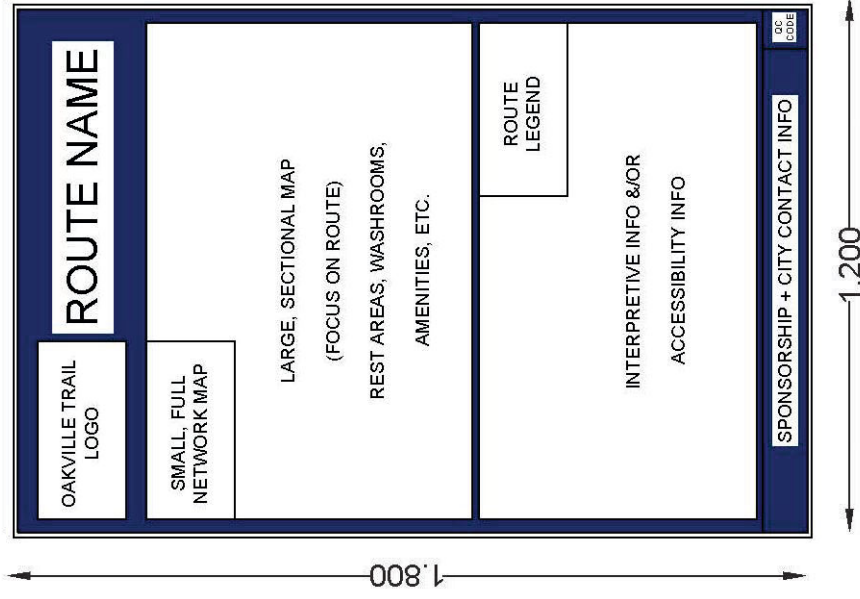 OAKVILLE TRAIL
LOGO
ROUTE NAME
SMALL, FULL
NETWORK MAP
LARGE, SECTIONAL MAP
(FOCUS ON ROUTE)
REST AREAS, WASHROOMS,
AMENITIES, ETC.
ROUTE
LEGEND
INTERPRETIVE INFO &/OR
ACCESSIBILITY INFO
SPONSORSHIP + CITY CONTACT INFO
QC
CODE
1.800
1.200